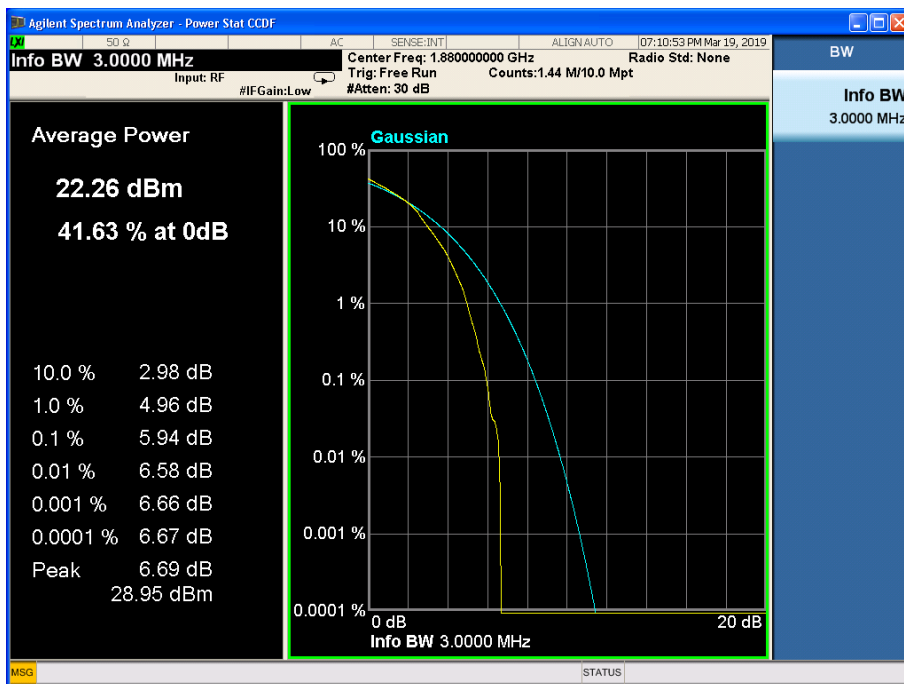 Agilent Spectrum Analyzer - Power Stat CCDF
LXI 50 Ω AC SENSE:INT ALIGN AUTO 07:10:53 PM Mar 19, 2019
Info BW 3.0000 MHz
Center Freq: 1.880000000 GHz Radio Std: None
Input: RF Trig: Free Run Counts:1.44 M/10.0 Mpt
#IFGain:Low #Atten: 30 dB
BW
Info BW
3.0000 MHz
Average Power
22.26 dBm
41.63 % at 0dB
10.0 % 2.98 dB
1.0 % 4.96 dB
0.1 % 5.94 dB
0.01 % 6.58 dB
0.001 % 6.66 dB
0.0001 % 6.67 dB
Peak 6.69 dB
28.95 dBm
Gaussian
100 %
10 %
1 %
0.1 %
0.01 %
0.001 %
0.0001 %
0 dB 20 dB
Info BW 3.0000 MHz
MSG STATUS